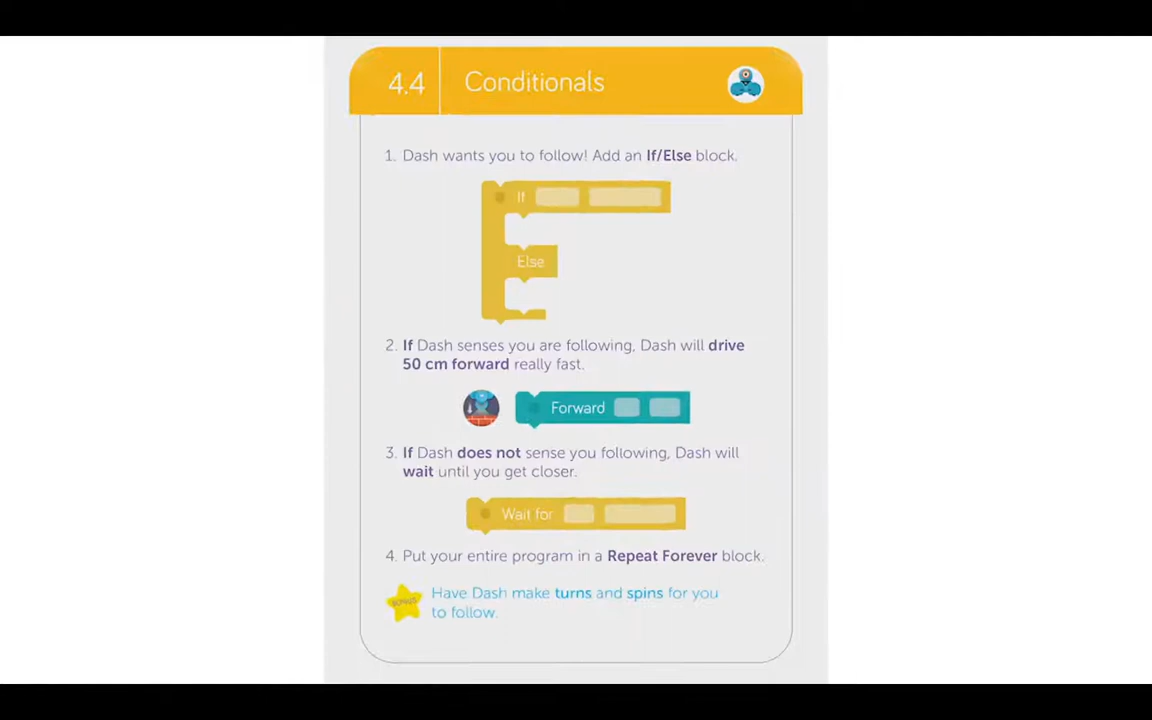 4.4 Conditionals
1. Dash wants you to follow! Add an If/Else block.
If
Else
2. If Dash senses you are following, Dash will drive
50 cm forward really fast.
Forward
3. If Dash does not sense you following, Dash will
wait until you get closer.
Wait for
4. Put your entire program in a Repeat Forever block.
BONUS
Have Dash make turns and spins for you
to follow.